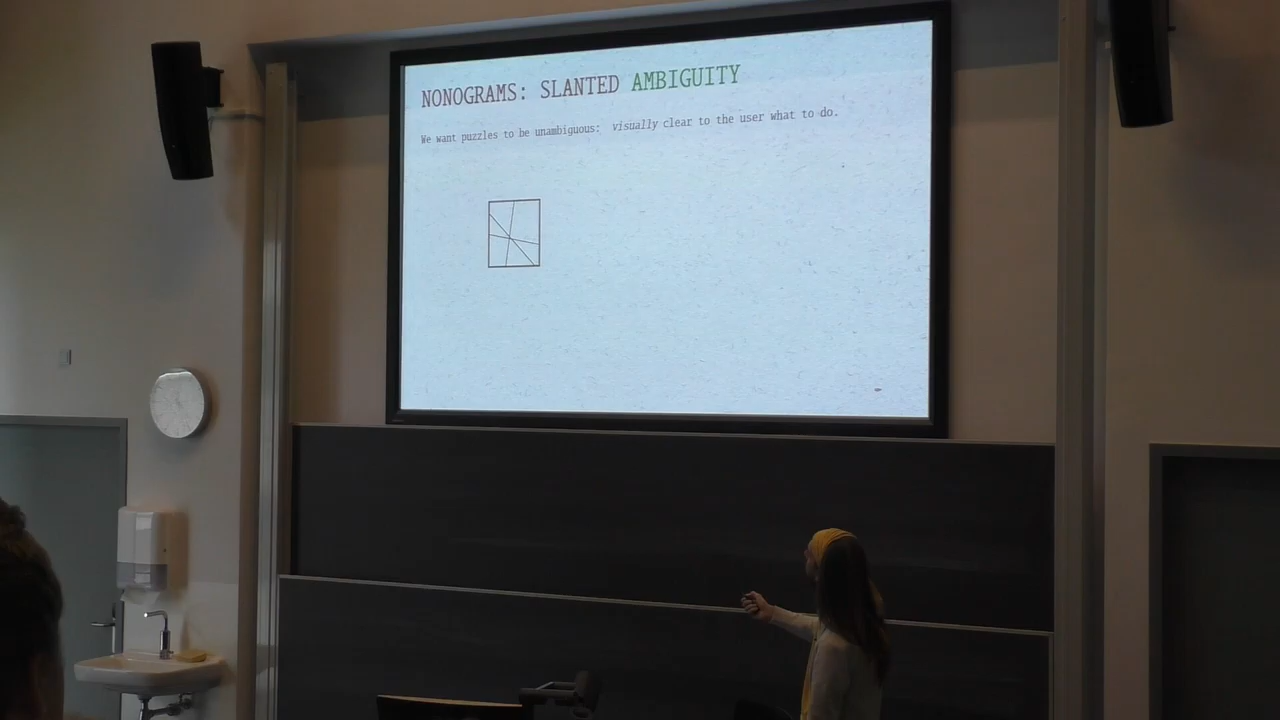 NONOGRAMS: SLANTED AMBIGUITY
We want puzzles to be unambiguous: visually clear to the user what to do.